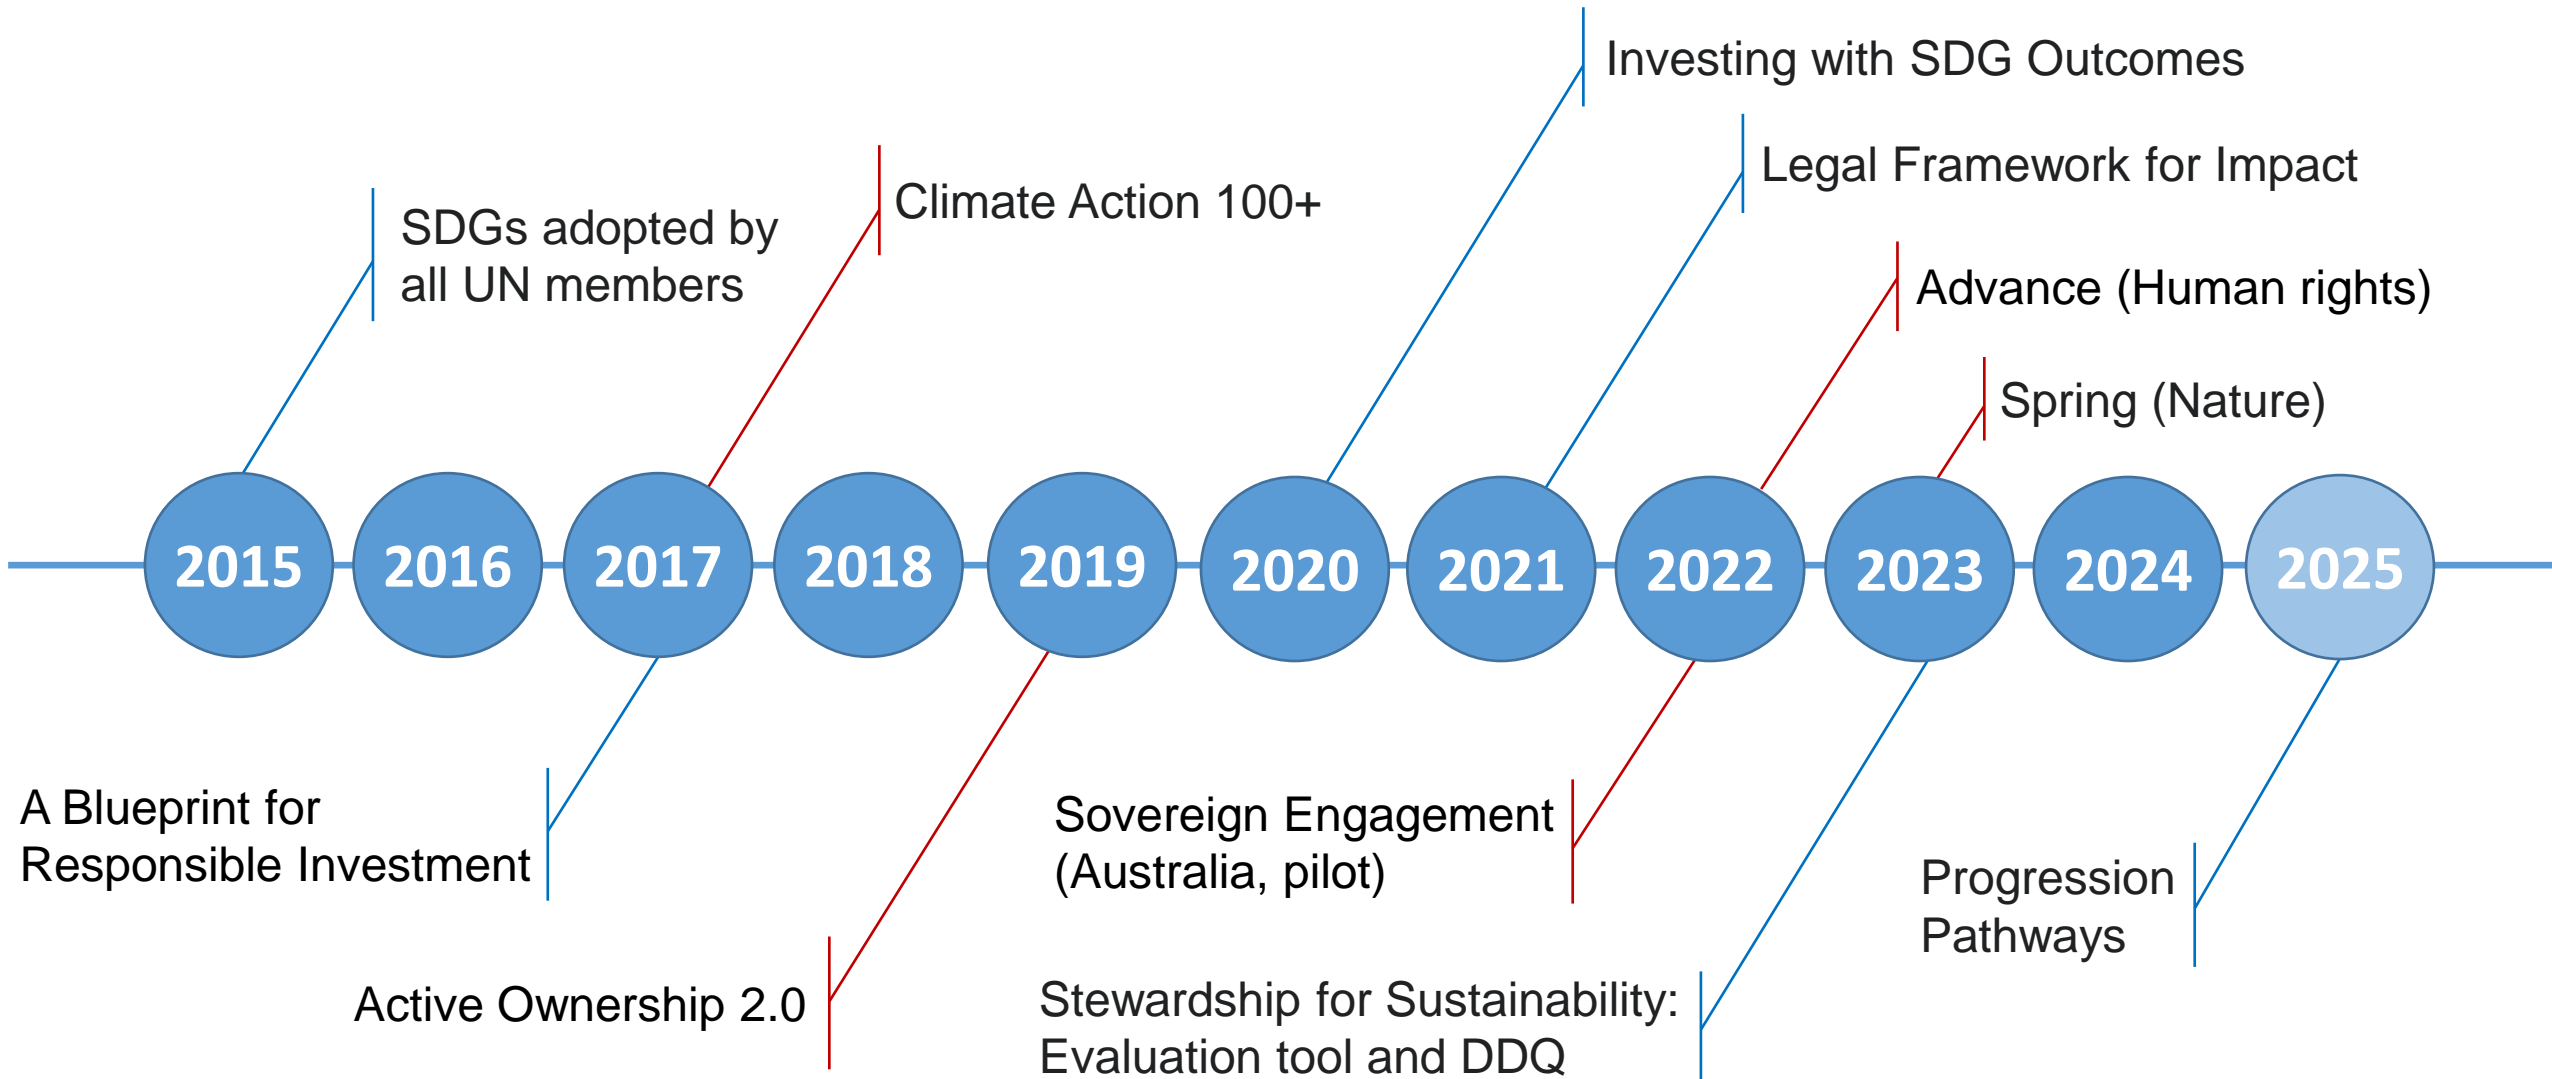 Investing with SDG Outcomes
Legal Framework for Impact
Climate Action 100+
SDGs adopted by
all UN members
Advance (Human rights)
Spring (Nature)
2015
2016
2017
2018
2019
2020
2021
2022
2023
2024
2025
A Blueprint for
Responsible Investment
Sovereign Engagement
(Australia, pilot)
Progression
Pathways
Active Ownership 2.0
Stewardship for Sustainability:
Evaluation tool and DDQ